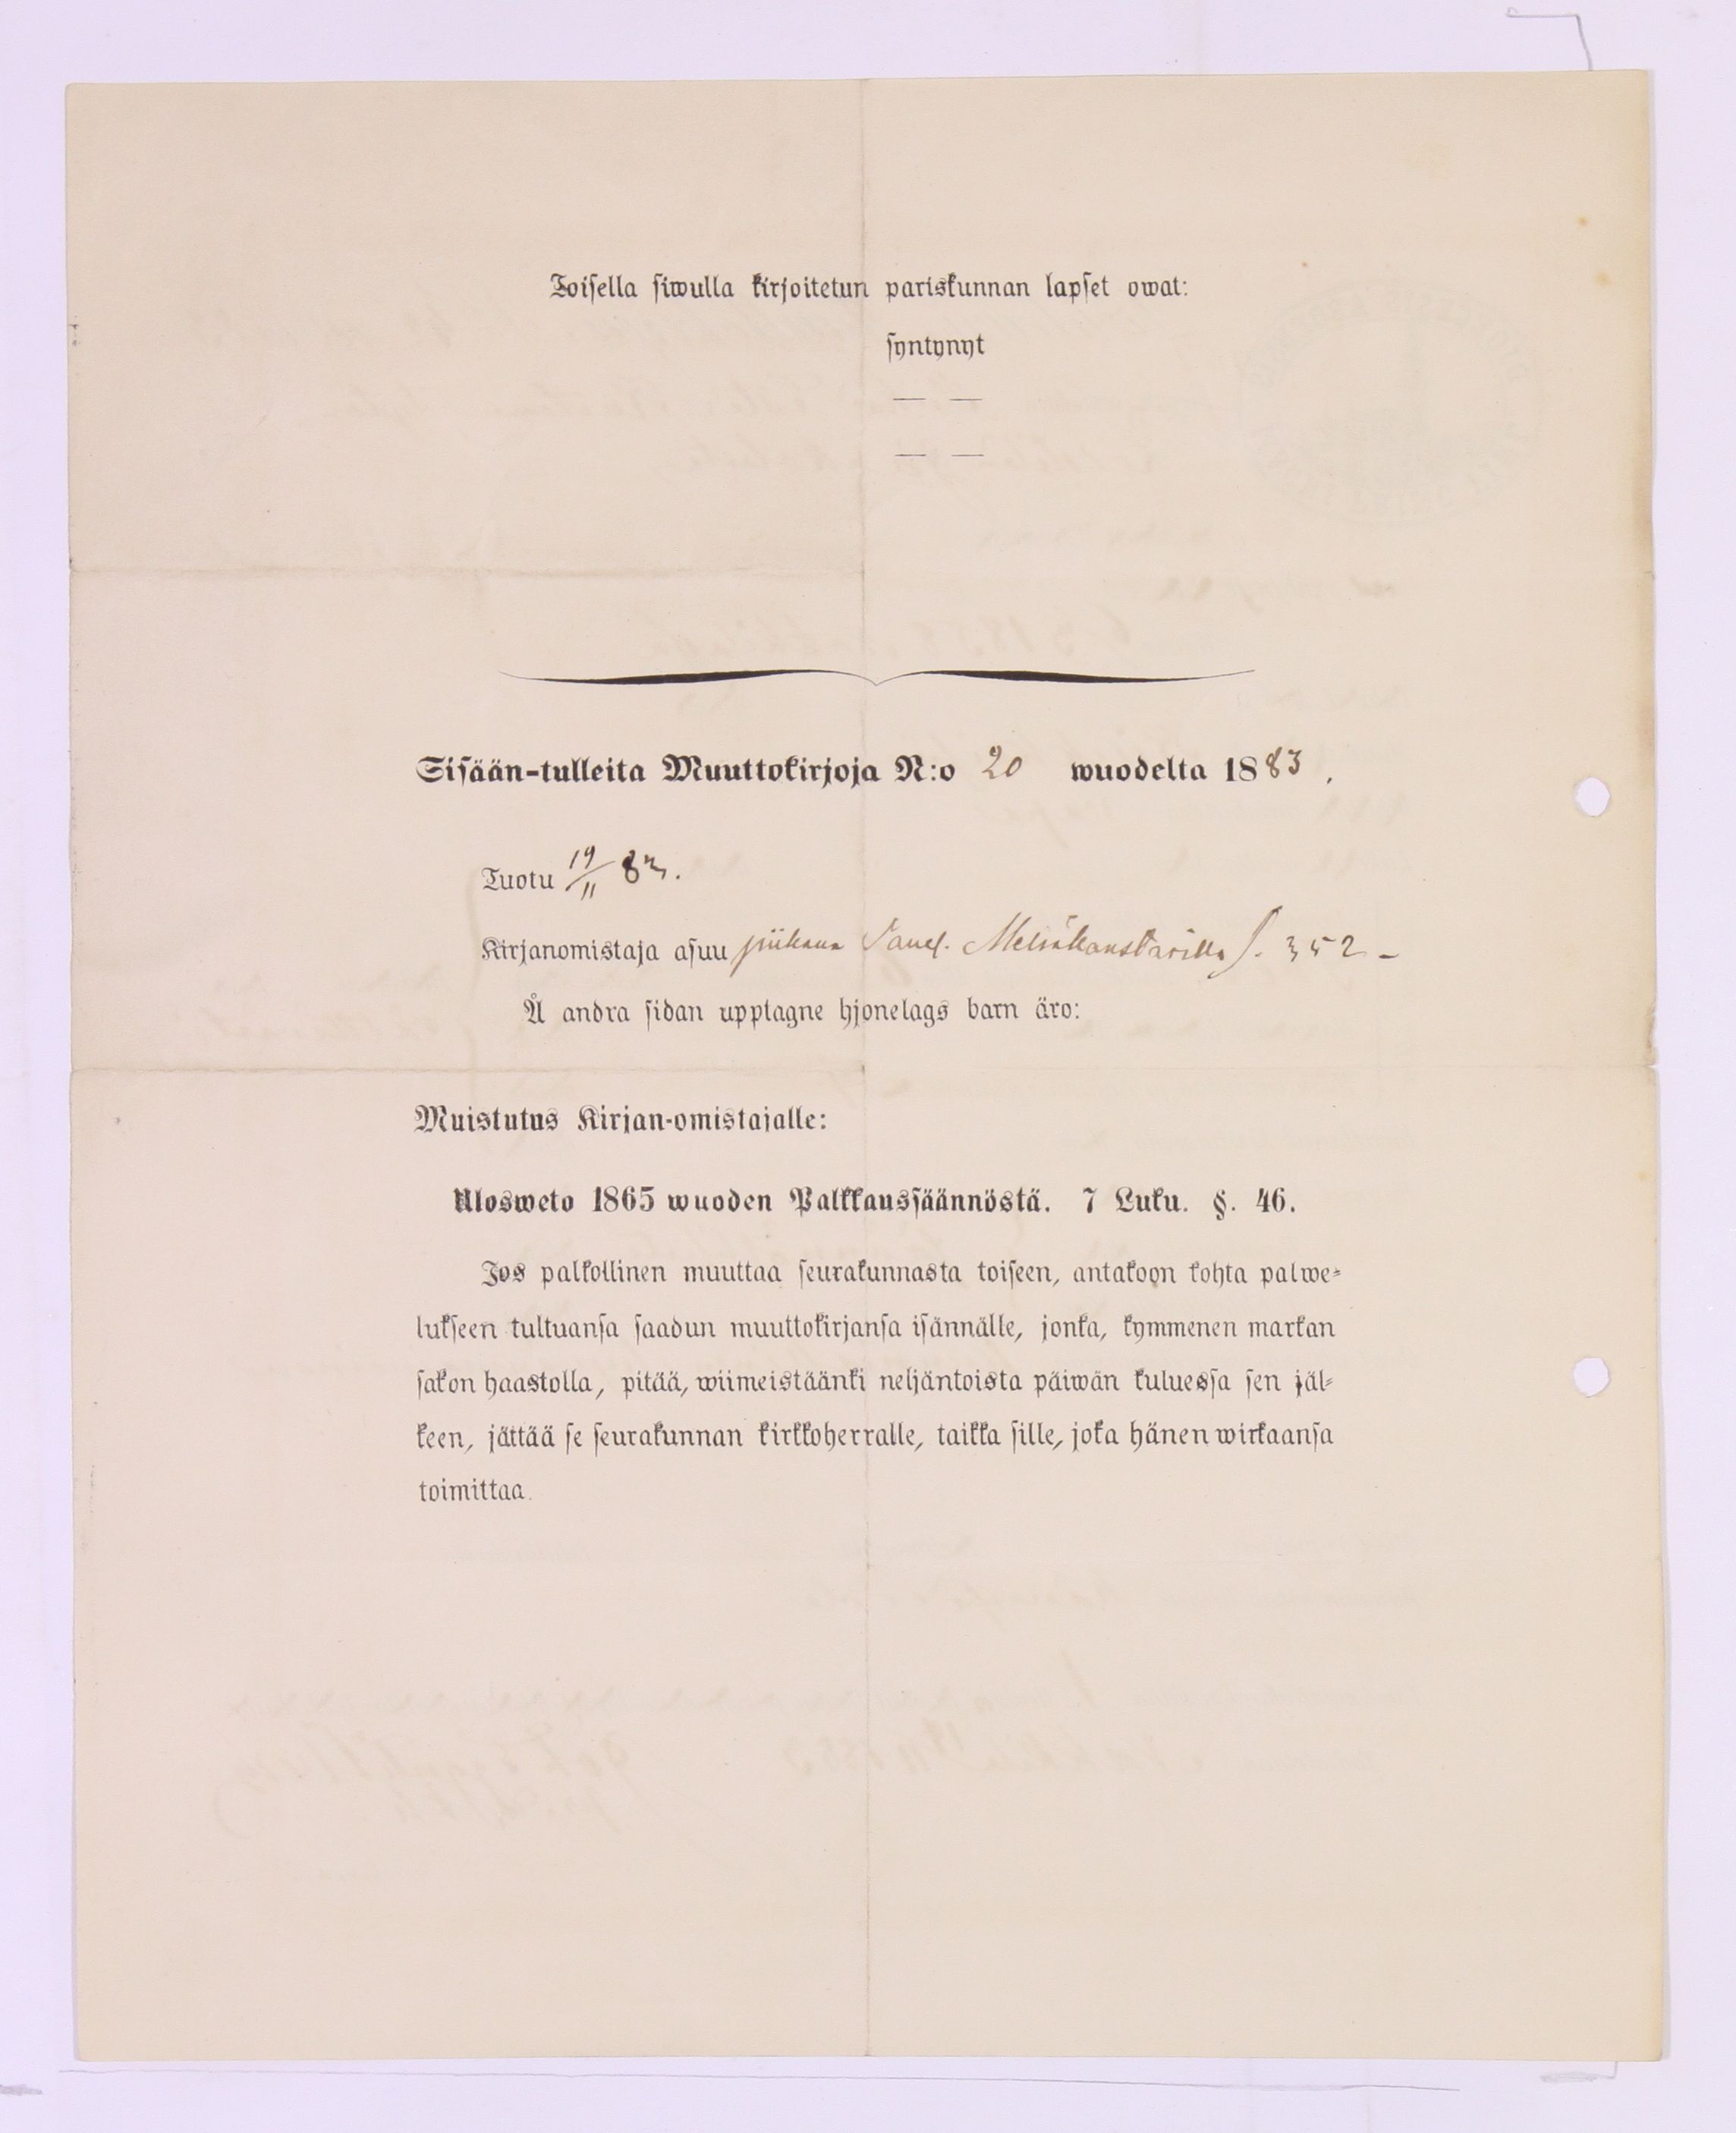 Toisella siwulla kirjoitetun pariskunnan lapset owat:
syntynyt
— —
— —
Sisään-tulleita Muuttokirjoja N:o 20 wuodelta 1883.
Tuotu 19/11 83.
Kirjanomistaja asuu piikana S. 352 -
Å andra sidan upptagne hjonelags barn äro:
Muistutus Kirjan-omistajalle:
Ulosweto 1865 wuoden Palkkaussäännöstä. 7 Luku. §. 46.
Jos palkollinen muuttaa seurakunnasta toiseen, antakoon kohta palwe-
lukseen tultuansa saadun muuttokirjansa isännälle, jonka, kymmenen markan
sakon haastolla, pitää, wiimeistäänki neljäntoista päiwän kuluessa sen jäl-
keen, jättää se seurakunnan kirkkoherralle, taikka sille, joka hänen wirkaansa
toimittaa.